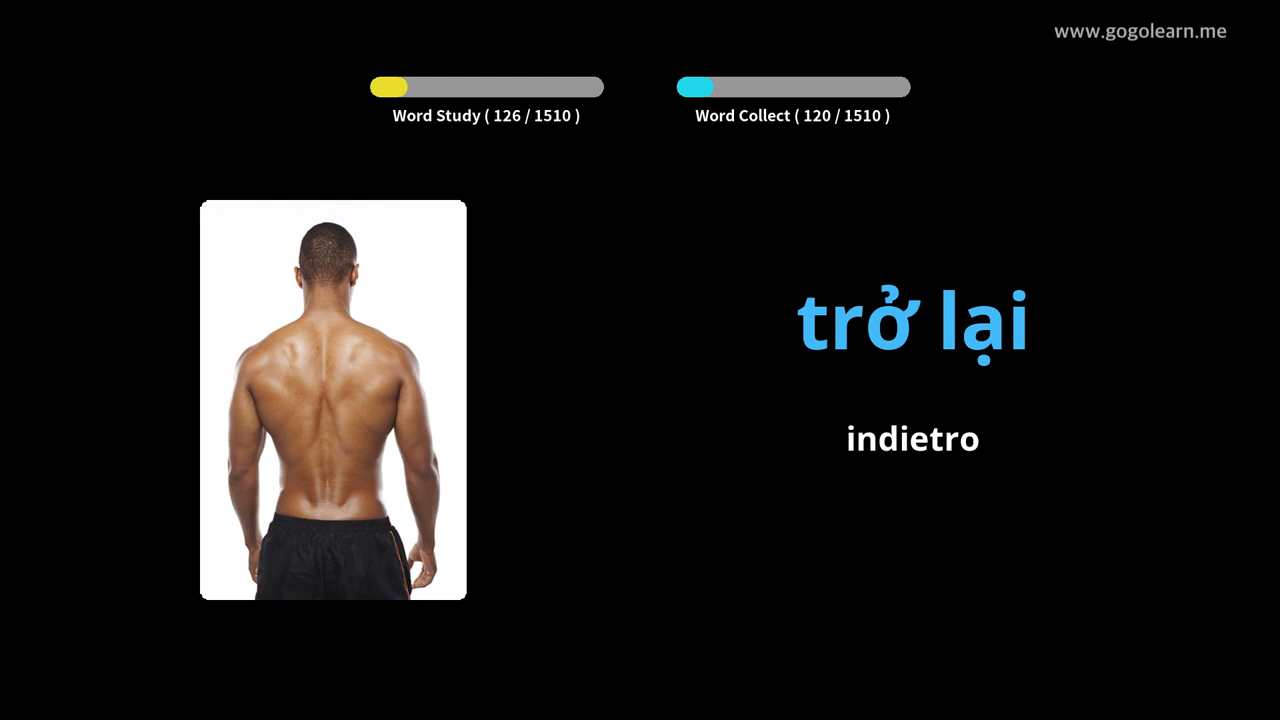 www.gogolearn.me
Word Study ( 126 / 1510 )
Word Collect ( 120 / 1510 )
trở lại
indietro